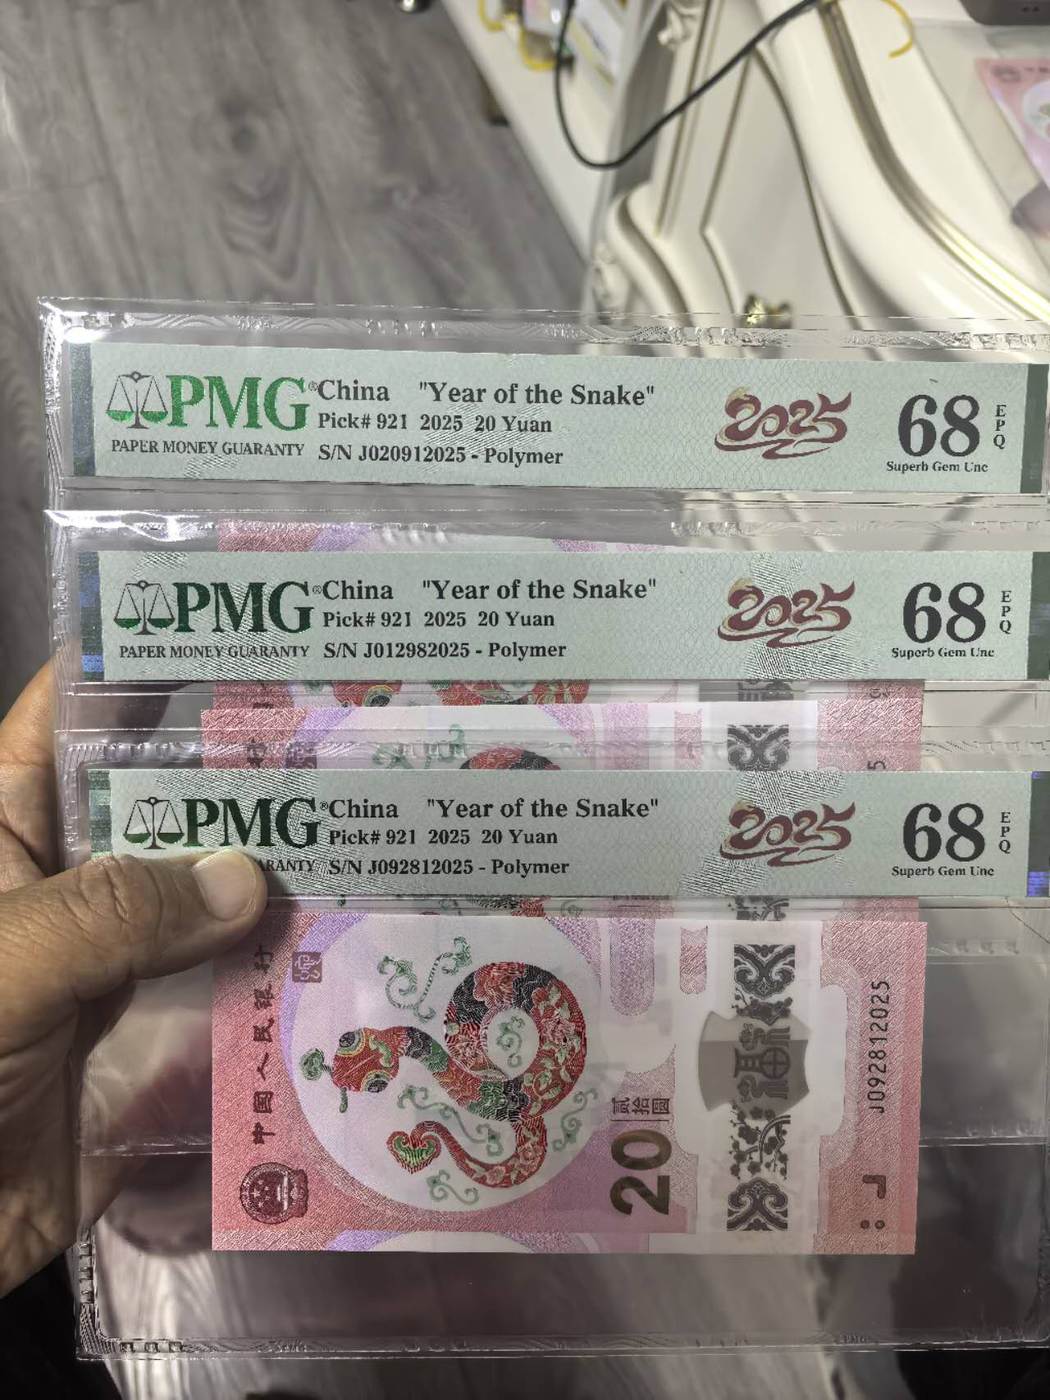 PMG® China "Year of the Snake"
Pick# 921 2025 20 Yuan
PAPER MONEY GUARANTY S/N J020912025 - Polymer
2025
68 EPQ
Superb Gem Unc
PMG® China "Year of the Snake"
Pick# 921 2025 20 Yuan
PAPER MONEY GUARANTY S/N J012982025 - Polymer
2025
68 EPQ
Superb Gem Unc
PMG® China "Year of the Snake"
Pick# 921 2025 20 Yuan
ARANTY S/N J092812025 - Polymer
2025
68 EPQ
Superb Gem Unc
中国人民银行
贰拾圆
20
福
J092812025